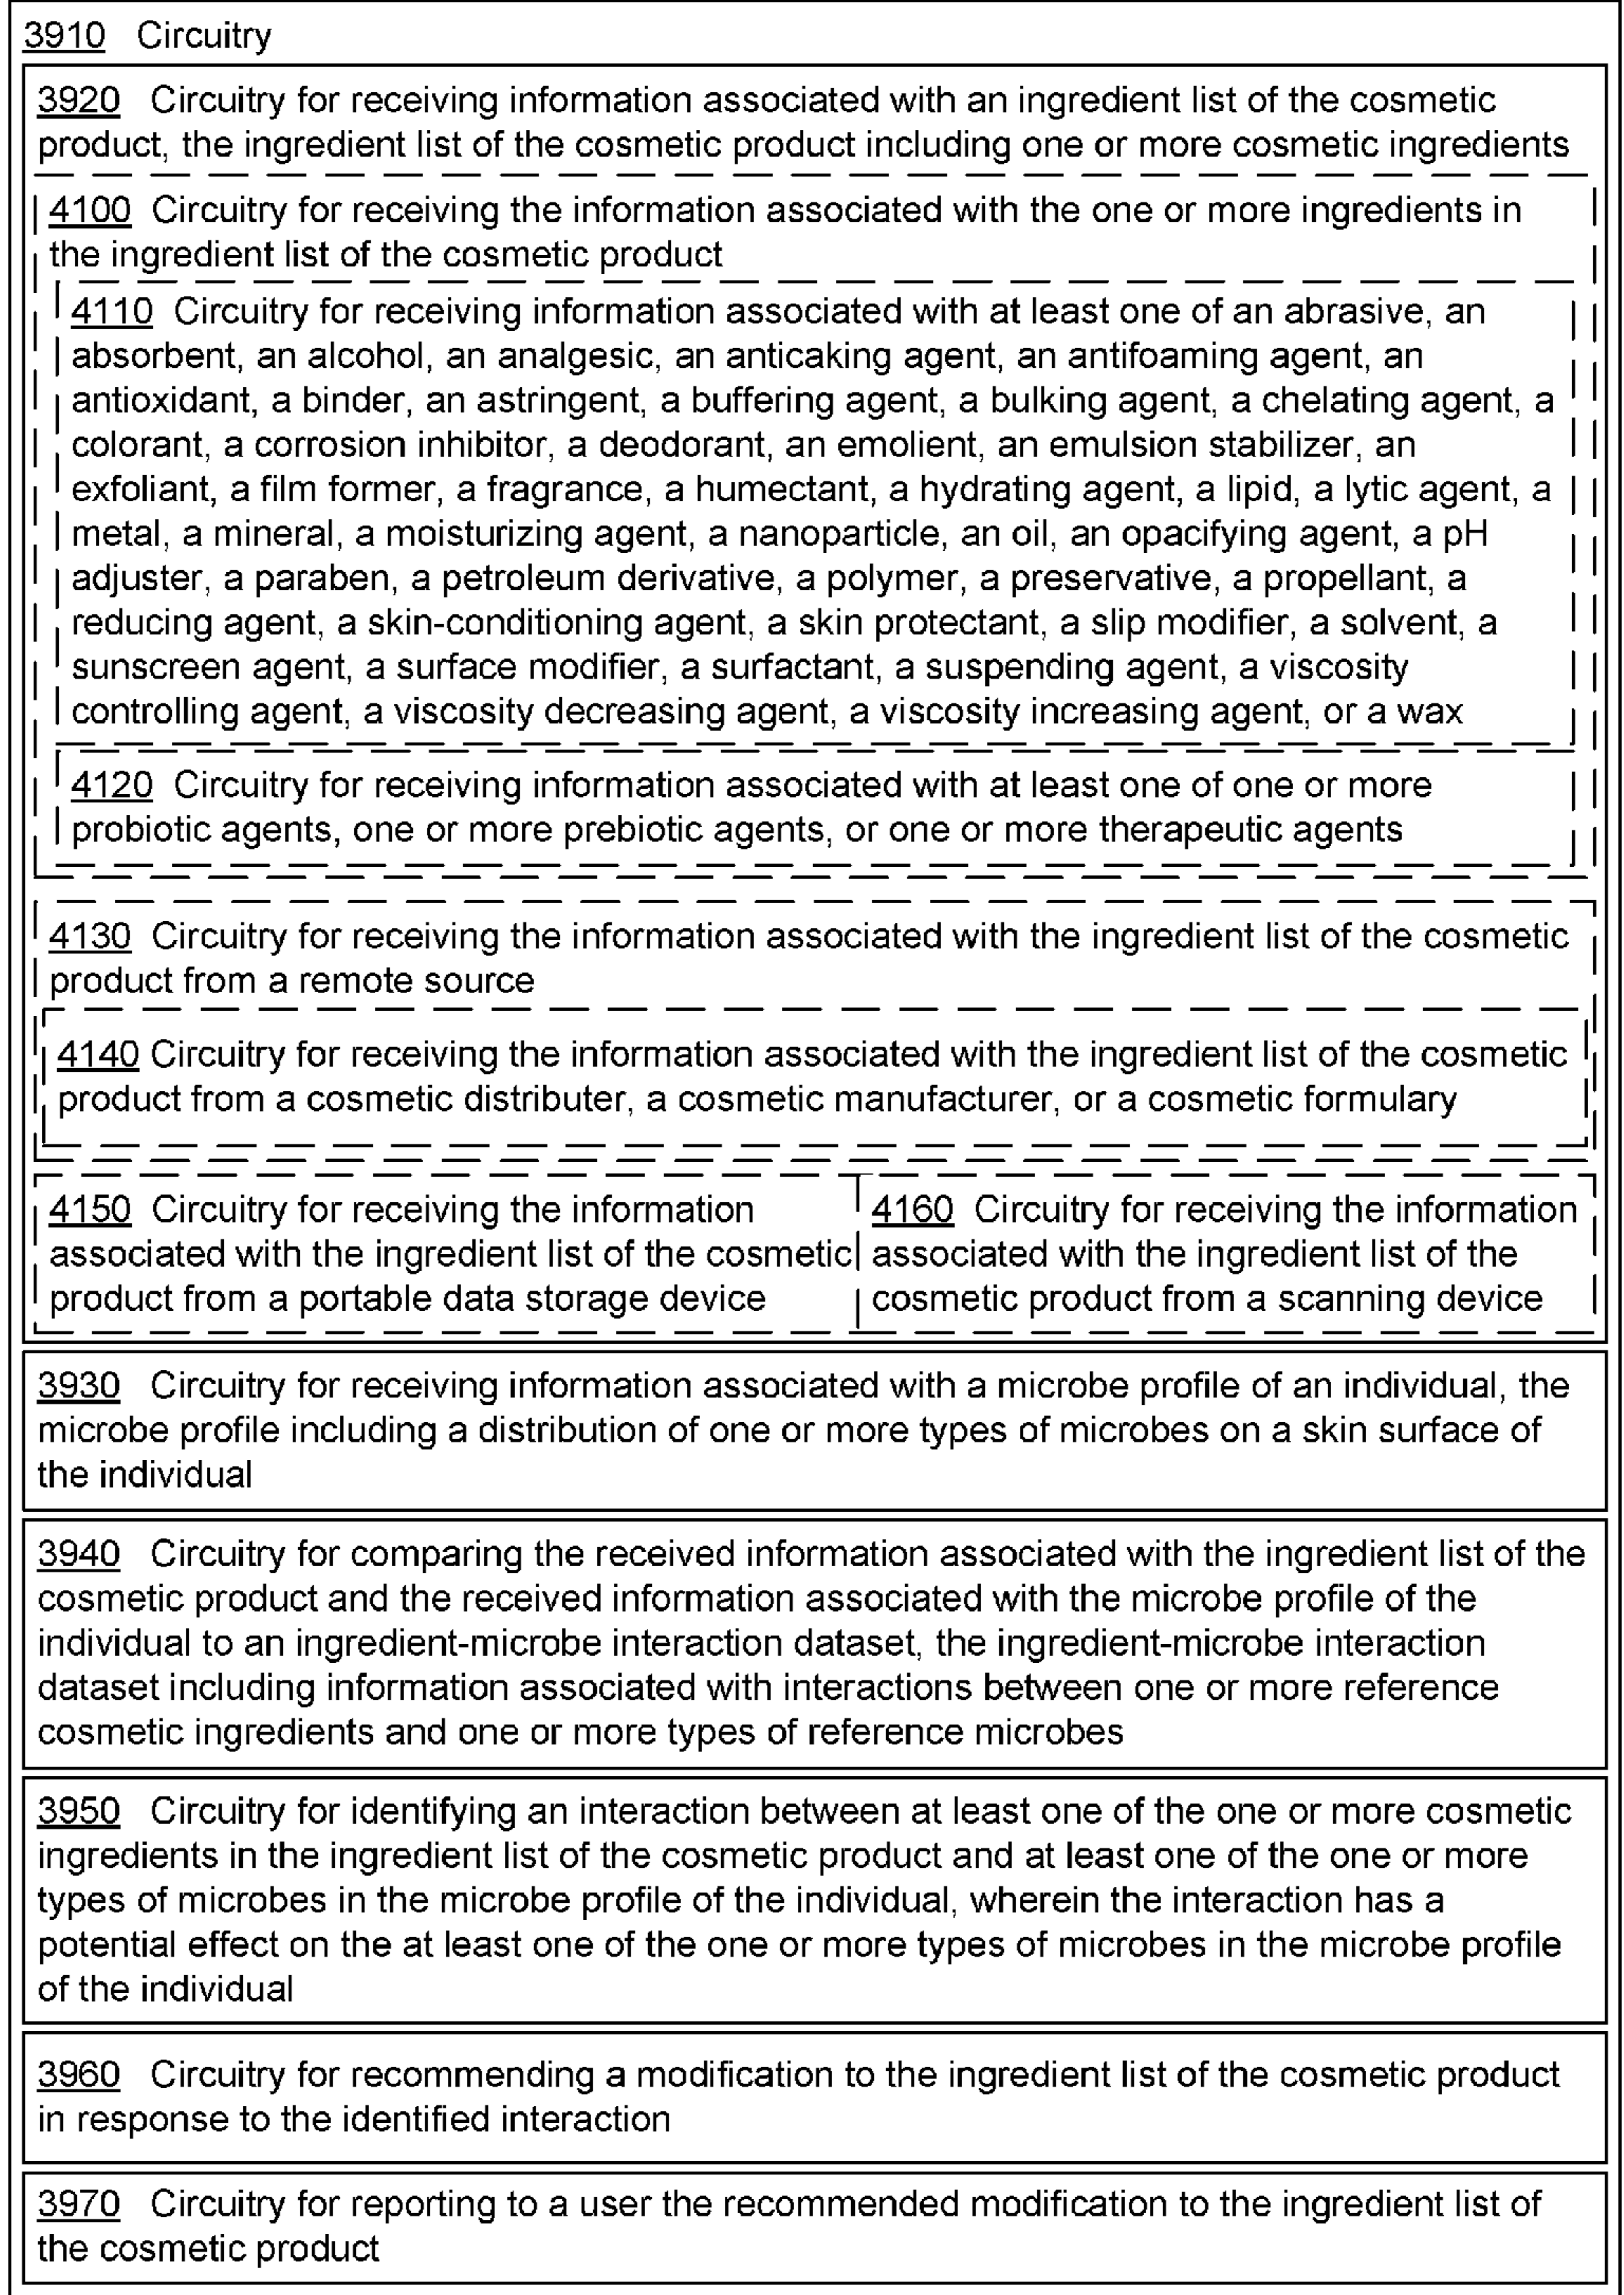 3910 Circuitry
3920 Circuitry for receiving information associated with an ingredient list of the cosmetic
product, the ingredient list of the cosmetic product including one or more cosmetic ingredients
4100 Circuitry for receiving the information associated with the one or more ingredients in
the ingredient list of the cosmetic product
4110 Circuitry for receiving information associated with at least one of an abrasive, an
absorbent, an alcohol, an analgesic, an anticaking agent, an antifoaming agent, an
antioxidant, a binder, an astringent, a buffering agent, a bulking agent, a chelating agent, a
colorant, a corrosion inhibitor, a deodorant, an emolient, an emulsion stabilizer, an
exfoliant, a film former, a fragrance, a humectant, a hydrating agent, a lipid, a lytic agent, a
metal, a mineral, a moisturizing agent, a nanoparticle, an oil, an opacifying agent, a pH
adjuster, a paraben, a petroleum derivative, a polymer, a preservative, a propellant, a
reducing agent, a skin-conditioning agent, a skin protectant, a slip modifier, a solvent, a
sunscreen agent, a surface modifier, a surfactant, a suspending agent, a viscosity
controlling agent, a viscosity decreasing agent, a viscosity increasing agent, or a wax
4120 Circuitry for receiving information associated with at least one of one or more
probiotic agents, one or more prebiotic agents, or one or more therapeutic agents
4130 Circuitry for receiving the information associated with the ingredient list of the cosmetic
product from a remote source
4140 Circuitry for receiving the information associated with the ingredient list of the cosmetic
product from a cosmetic distributer, a cosmetic manufacturer, or a cosmetic formulary
4150 Circuitry for receiving the information
associated with the ingredient list of the cosmetic
product from a portable data storage device
4160 Circuitry for receiving the information
associated with the ingredient list of the
cosmetic product from a scanning device
3930 Circuitry for receiving information associated with a microbe profile of an individual, the
microbe profile including a distribution of one or more types of microbes on a skin surface of
the individual
3940 Circuitry for comparing the received information associated with the ingredient list of the
cosmetic product and the received information associated with the microbe profile of the
individual to an ingredient-microbe interaction dataset, the ingredient-microbe interaction
dataset including information associated with interactions between one or more reference
cosmetic ingredients and one or more types of reference microbes
3950 Circuitry for identifying an interaction between at least one of the one or more cosmetic
ingredients in the ingredient list of the cosmetic product and at least one of the one or more
types of microbes in the microbe profile of the individual, wherein the interaction has a
potential effect on the at least one of the one or more types of microbes in the microbe profile
of the individual
3960 Circuitry for recommending a modification to the ingredient list of the cosmetic product
in response to the identified interaction
3970 Circuitry for reporting to a user the recommended modification to the ingredient list of
the cosmetic product